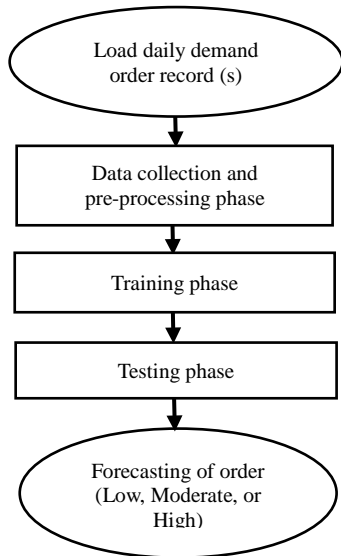 Load daily demand
order record (s)
Data collection and
pre-processing phase
Training phase
Testing phase
Forecasting of order
(Low, Moderate, or
High)